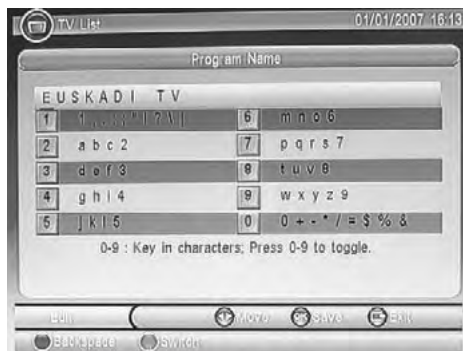 TV List 01/01/2007 16:13
Program Name
EUSKADI TV
1 6 m n o 6
2 a b c 2 7 p q r s 7
3 d e f 3 8 t u v 8
4 g h i 4 9 w x y z 9
5 j k l 5 0 0 + - * / = $ % &
0-9 : Key in characters; Press 0-9 to toggle.
Edit Move OK Save Exit
Backspace Switch